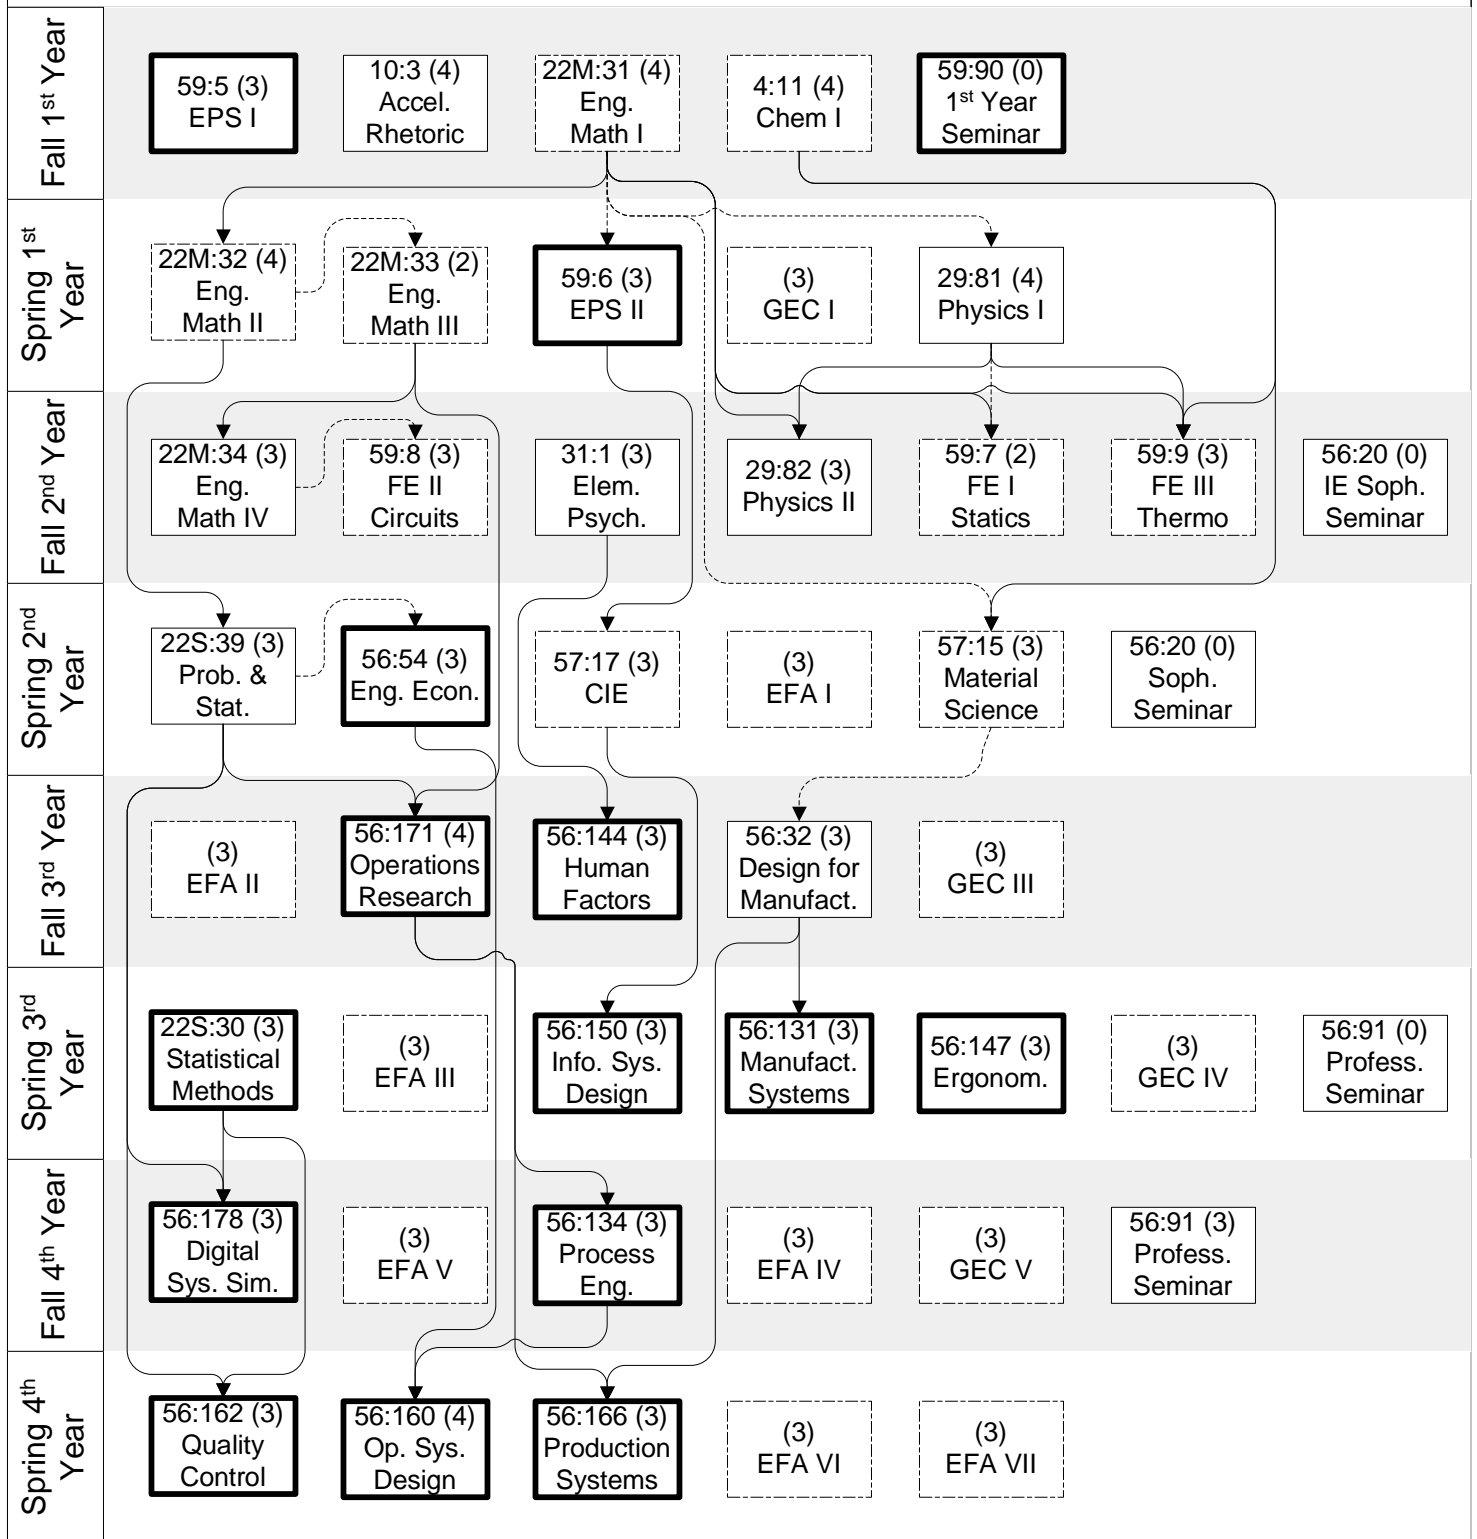 Fall 1st Year
59:5 (3)
EPS I
10:3 (4)
Accel.
Rhetoric
22M:31 (4)
Eng.
Math I
4:11 (4)
Chem I
59:90 (0)
1st Year
Seminar
Spring 1st
Year
22M:32 (4)
Eng.
Math II
22M:33 (2)
Eng.
Math III
59:6 (3)
EPS II
(3)
GEC I
29:81 (4)
Physics I
Fall 2nd Year
22M:34 (3)
Eng.
Math IV
59:8 (3)
FE II
Circuits
31:1 (3)
Elem.
Psych.
29:82 (3)
Physics II
59:7 (2)
FE I
Statics
59:9 (3)
FE III
Thermo
56:20 (0)
IE Soph.
Seminar
Spring 2nd
Year
22S:39 (3)
Prob. &
Stat.
56:54 (3)
Eng. Econ.
57:17 (3)
CIE
(3)
EFA I
57:15 (3)
Material
Science
56:20 (0)
Soph.
Seminar
Fall 3rd Year
(3)
EFA II
56:171 (4)
Operations
Research
56:144 (3)
Human
Factors
56:32 (3)
Design for
Manufact.
(3)
GEC III
Spring 3rd
Year
22S:30 (3)
Statistical
Methods
(3)
EFA III
56:150 (3)
Info. Sys.
Design
56:131 (3)
Manufact.
Systems
56:147 (3)
Ergonom.
(3)
GEC IV
56:91 (0)
Profess.
Seminar
Fall 4th Year
56:178 (3)
Digital
Sys. Sim.
(3)
EFA V
56:134 (3)
Process
Eng.
(3)
EFA IV
(3)
GEC V
56:91 (3)
Profess.
Seminar
Spring 4th
Year
56:162 (3)
Quality
Control
56:160 (4)
Op. Sys.
Design
56:166 (3)
Production
Systems
(3)
EFA VI
(3)
EFA VII